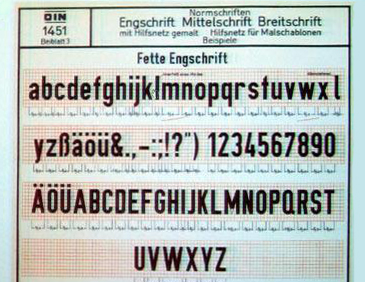 DIN
1451
Beiblatt 3
Normschriften
Engschrift Mittelschrift Breitschrift
mit Hilfsnetz gemalt Hilfsnetz für Malschablonen
Beispiele
Fette Engschrift
abcdefghijklmnopqrstuvwxl
yzßäöü&.,-:;!?") 1234567890
ÄÖÜABCDEFGHIJKLMNOPQRST
UVWXYZ